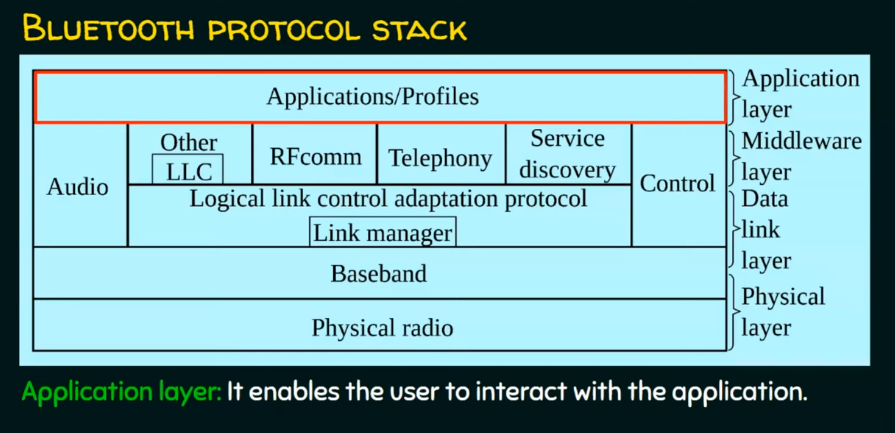 BLUETOOTH PROTOCOL STACK
Applications/Profiles
Application
layer
Audio
Other
LLC
RFcomm
Telephony
Service
discovery
Control
Middleware
layer
Logical link control adaptation protocol
Link manager
Data
link
layer
Baseband
Physical radio
Physical
layer
Application layer: It enables the user to interact with the application.